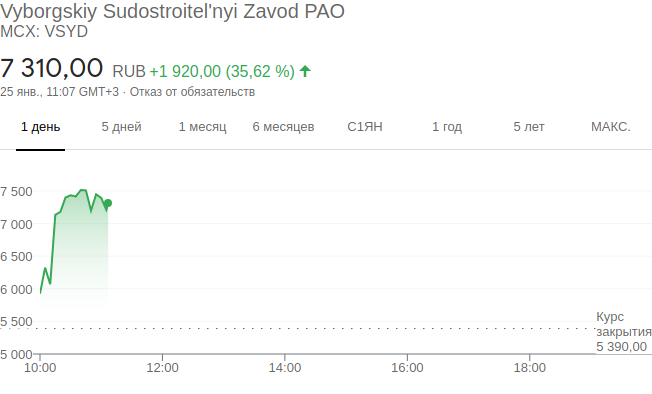 Vyborgskiy Sudostroitel'nyi Zavod PAO
MCX: VSYD
7 310,00 RUB +1 920,00 (35,62 %)
25 янв., 11:07 GMT+3 · Отказ от обязательств
1 день 5 дней 1 месяц 6 месяцев С1ЯН 1 год 5 лет МАКС.
7 500
7 000
6 500
6 000
5 500
Курс
закрытия
5 390,00
5 000
10:00 12:00 14:00 16:00 18:00